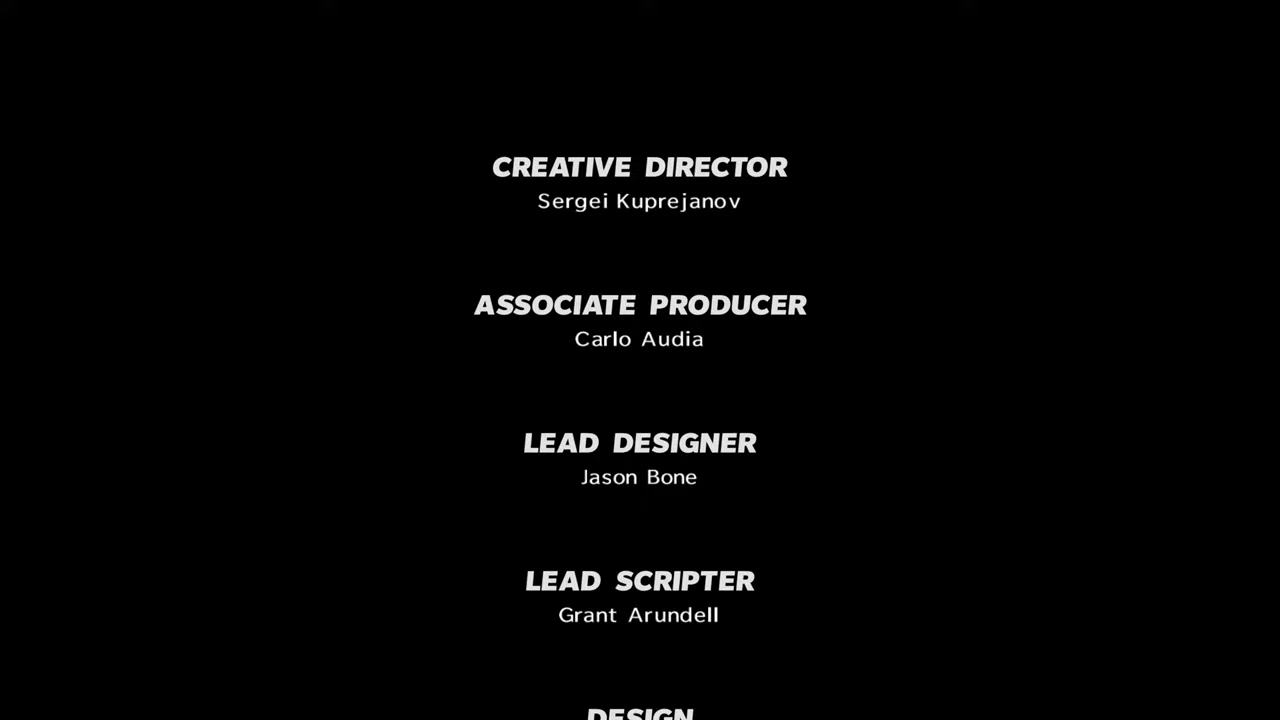 CREATIVE DIRECTOR
Sergei Kuprejanov
ASSOCIATE PRODUCER
Carlo Audia
LEAD DESIGNER
Jason Bone
LEAD SCRIPTER
Grant Arundell
DESIGN